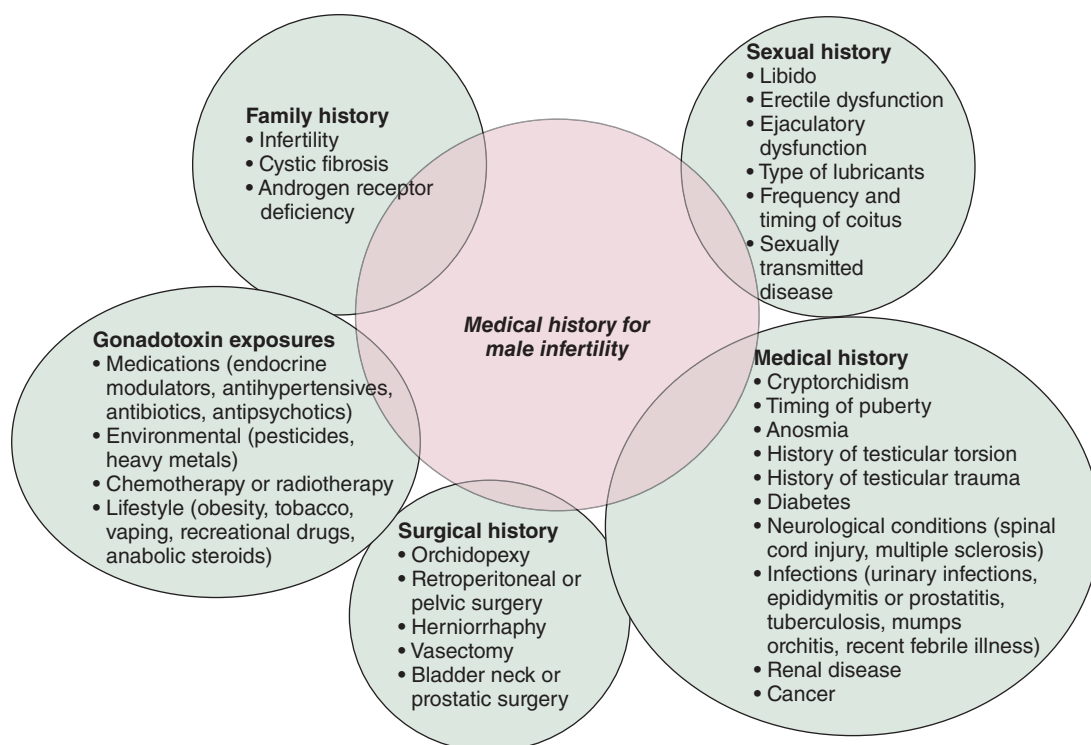 Family history
• Infertility
• Cystic fibrosis
• Androgen receptor
deficiency
Sexual history
• Libido
• Erectile dysfunction
• Ejaculatory
dysfunction
• Type of lubricants
• Frequency and
timing of coitus
• Sexually
transmitted
disease
Medical history for
male infertility
Gonadotoxin exposures
• Medications (endocrine
modulators, antihypertensives,
antibiotics, antipsychotics)
• Environmental (pesticides,
heavy metals)
• Chemotherapy or radiotherapy
• Lifestyle (obesity, tobacco,
vaping, recreational drugs,
anabolic steroids)
Medical history
• Cryptorchidism
• Timing of puberty
• Anosmia
• History of testicular torsion
• History of testicular trauma
• Diabetes
• Neurological conditions (spinal
cord injury, multiple sclerosis)
• Infections (urinary infections,
epididymitis or prostatitis,
tuberculosis, mumps
orchitis, recent febrile illness)
• Renal disease
• Cancer
Surgical history
• Orchidopexy
• Retroperitoneal or
pelvic surgery
• Herniorrhaphy
• Vasectomy
• Bladder neck or
prostatic surgery